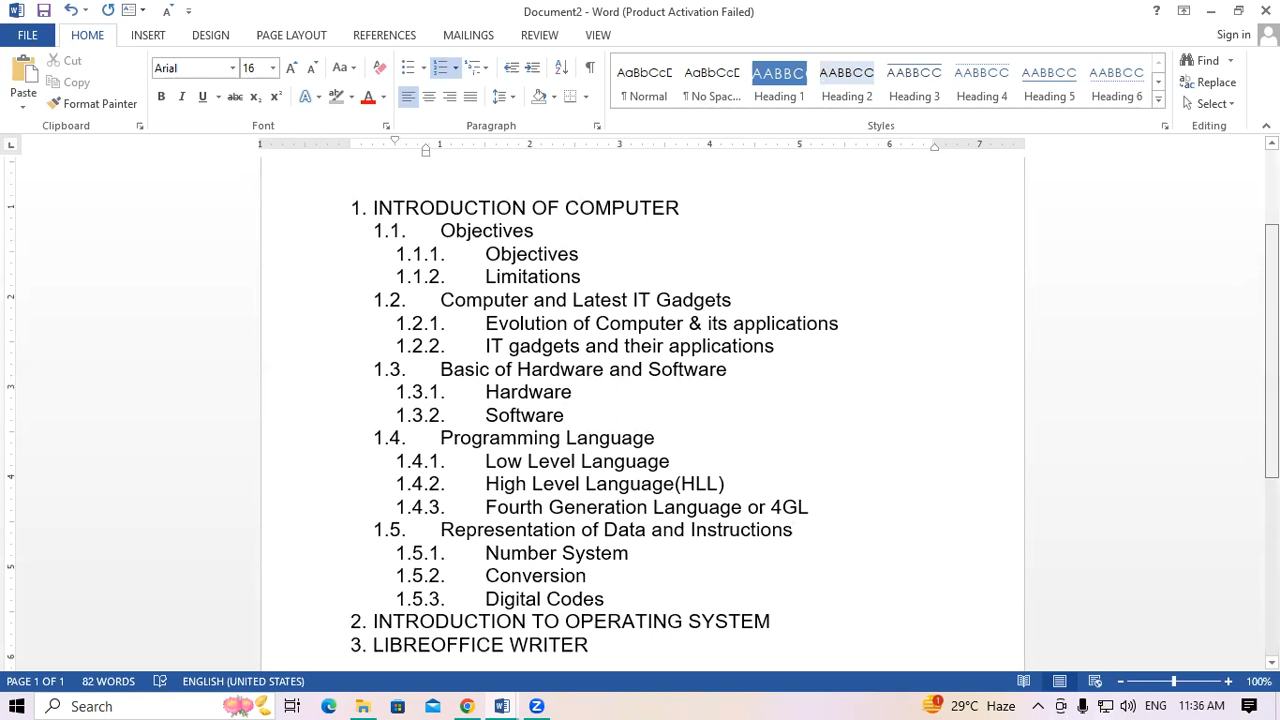 Document2 - Word (Product Activation Failed)
Sign in
FILE HOME INSERT DESIGN PAGE LAYOUT REFERENCES MAILINGS REVIEW VIEW
Paste
Cut
Copy
Format Painter
Clipboard
Arial 16
Font
Paragraph
AaBbCcD AaBbCcD AABBCC AABBCC AABBCC AABBCC AABBCC AABBCC
¶ Normal ¶ No Spac... Heading 1 Heading 2 Heading 3 Heading 4 Heading 5 Heading 6
Styles
Find
Replace
Select
Editing
1 1 2 3 4 5 6 7
1. INTRODUCTION OF COMPUTER
1.1. Objectives
1.1.1. Objectives
1.1.2. Limitations
1.2. Computer and Latest IT Gadgets
1.2.1. Evolution of Computer & its applications
1.2.2. IT gadgets and their applications
1.3. Basic of Hardware and Software
1.3.1. Hardware
1.3.2. Software
1.4. Programming Language
1.4.1. Low Level Language
1.4.2. High Level Language(HLL)
1.4.3. Fourth Generation Language or 4GL
1.5. Representation of Data and Instructions
1.5.1. Number System
1.5.2. Conversion
1.5.3. Digital Codes
2. INTRODUCTION TO OPERATING SYSTEM
3. LIBREOFFICE WRITER
PAGE 1 OF 1 82 WORDS ENGLISH (UNITED STATES) 100%
Search 29°C Haze ENG 11:36 AM